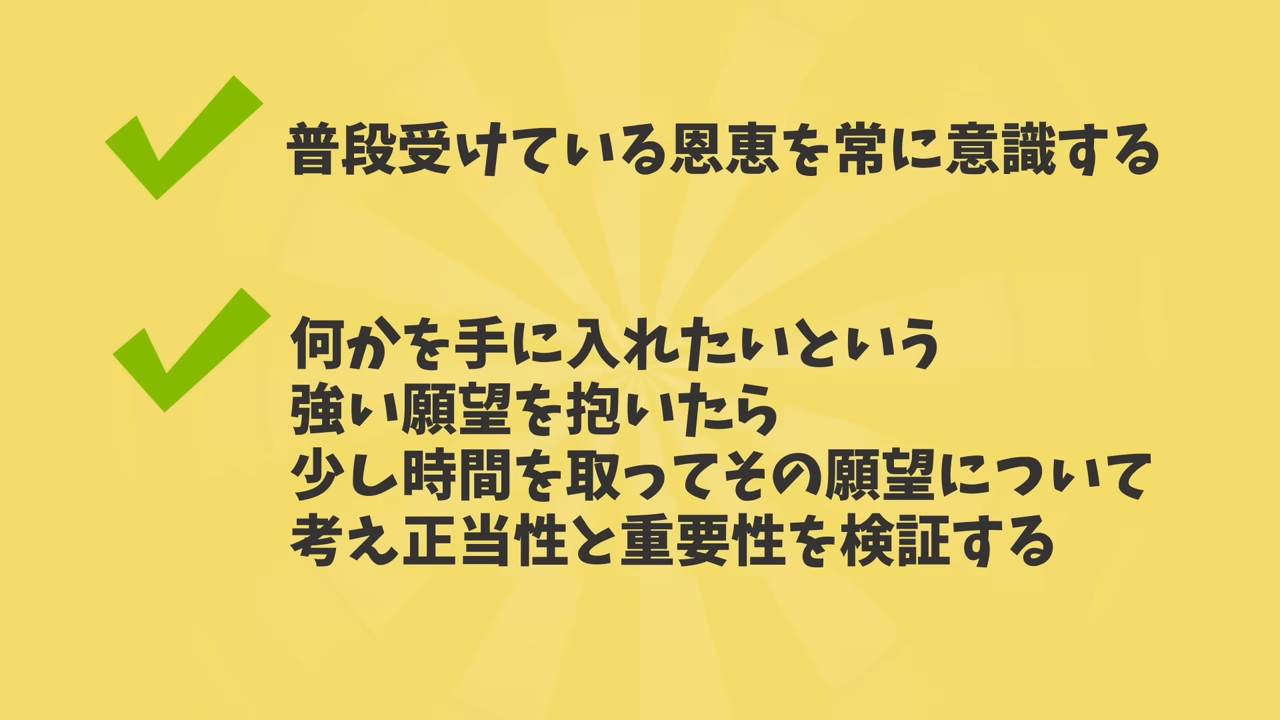 普段受けている恩恵を常に意識する
何かを手に入れたいという
強い願望を抱いたら
少し時間を取ってその願望について
考え正当性と重要性を検証する